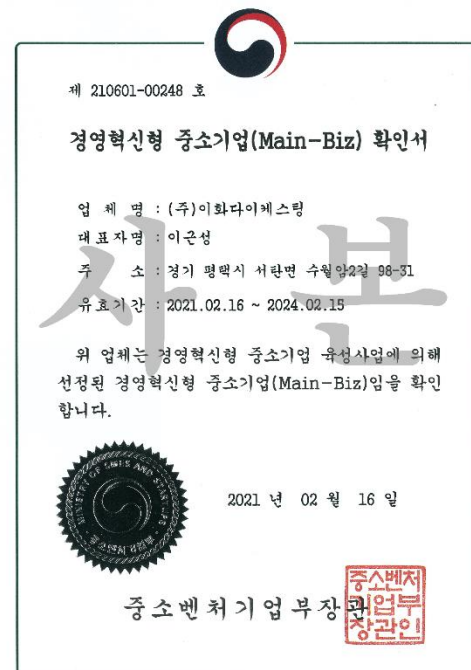 제 210601-00248 호
경영혁신형 중소기업(Main-Biz) 확인서
업 체 명 : (주)이화다이케스팅
대표자명 : 이근성
주 소 : 경기 평택시 서탄면 수월암2길 98-31
유효기간 : 2021.02.16 ~ 2024.02.15
사본
위 업체는 경영혁신형 중소기업 육성사업에 의해
선정된 경영혁신형 중소기업(Main-Biz)임을 확인
합니다.
MINISTRY OF SMES AND STARTUPS
2021 년 02 월 16 일
중소벤처기업부장관
중소벤처
기업부
장관인